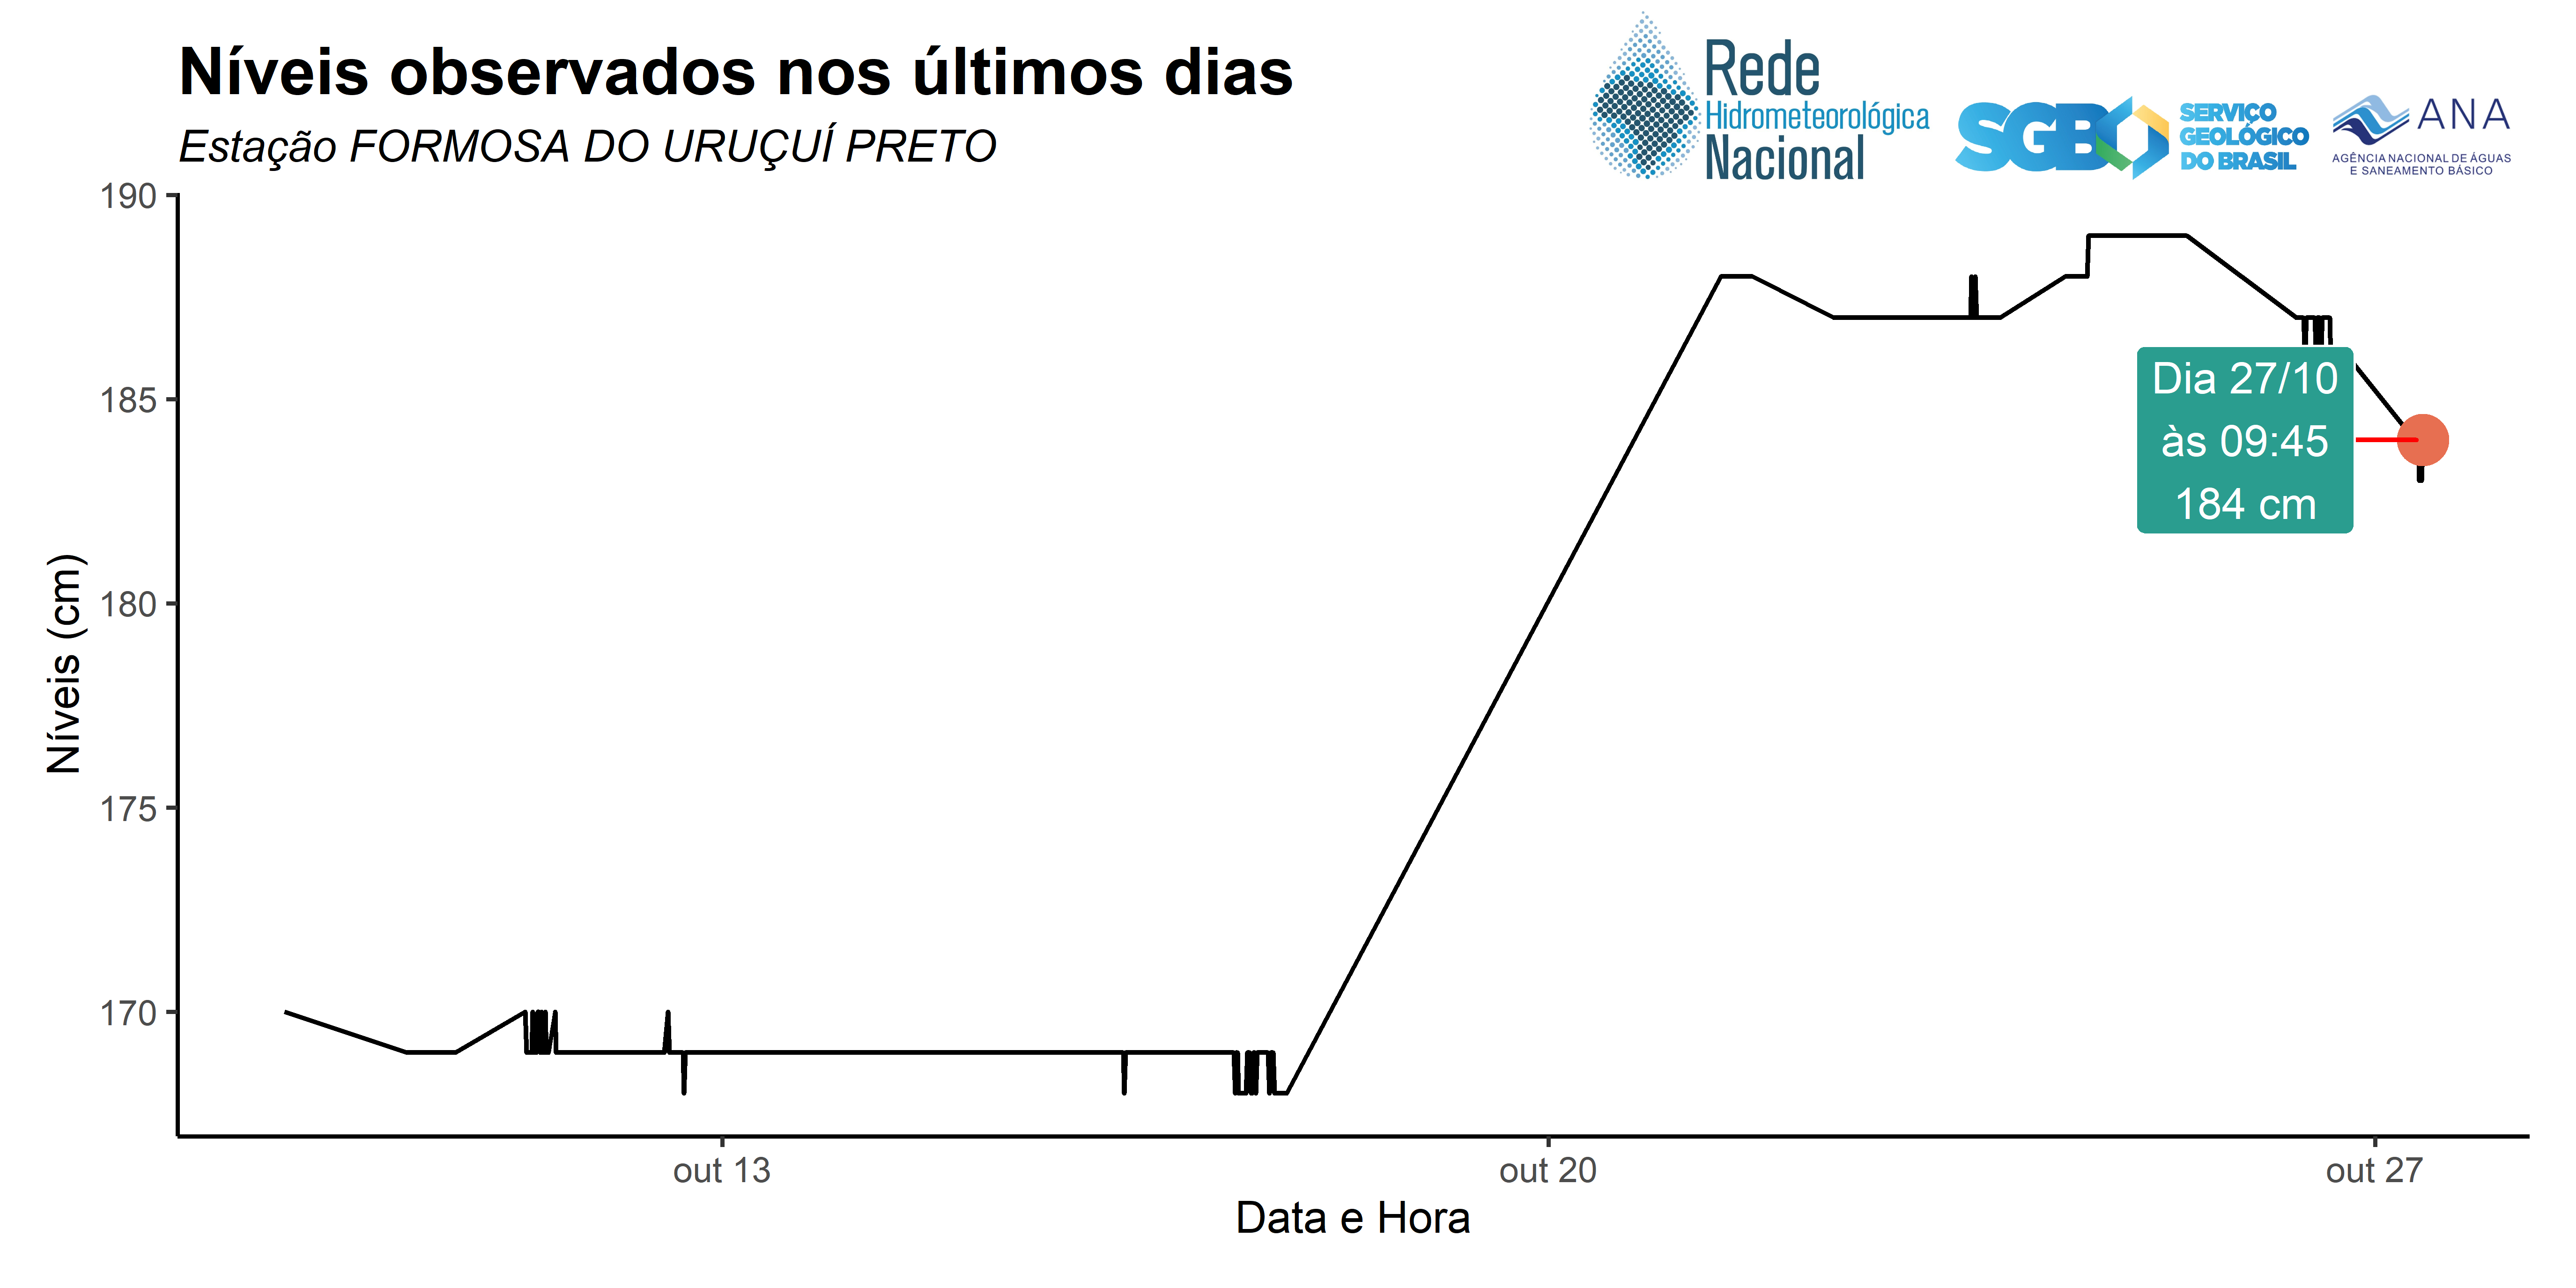 Níveis observados nos últimos dias
Estação FORMOSA DO URUÇUÍ PRETO
Rede
Hidrometeorológica
Nacional
SGB
SERVIÇO
GEOLÓGICO
DO BRASIL
ANA
AGÊNCIA NACIONAL DE ÁGUAS
E SANEAMENTO BÁSICO
Níveis (cm)
190
185
180
175
170
Dia 27/10
às 09:45
184 cm
out 13
out 20
out 27
Data e Hora